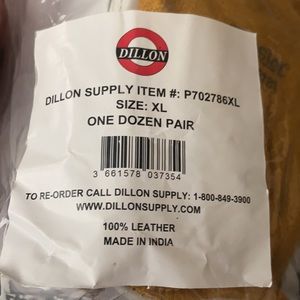 DILLON
DILLON SUPPLY ITEM #: P702786XL
SIZE: XL
ONE DOZEN PAIR
3 661578 037354
TO RE-ORDER CALL DILLON SUPPLY: 1-800-849-3900
WWW.DILLONSUPPLY.COM
100% LEATHER
MADE IN INDIA